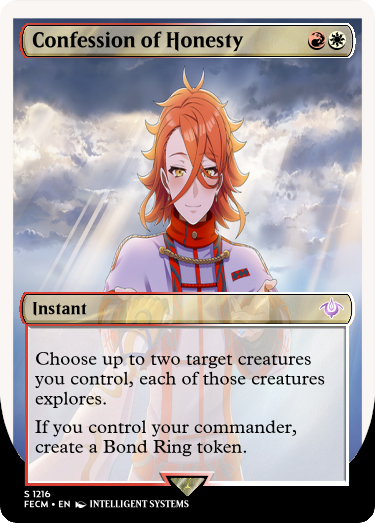 Confession of Honesty
Instant
Choose up to two target creatures
you control, each of those creatures
explores.
If you control your commander,
create a Bond Ring token.
S 1216
FECM • EN INTELLIGENT SYSTEMS